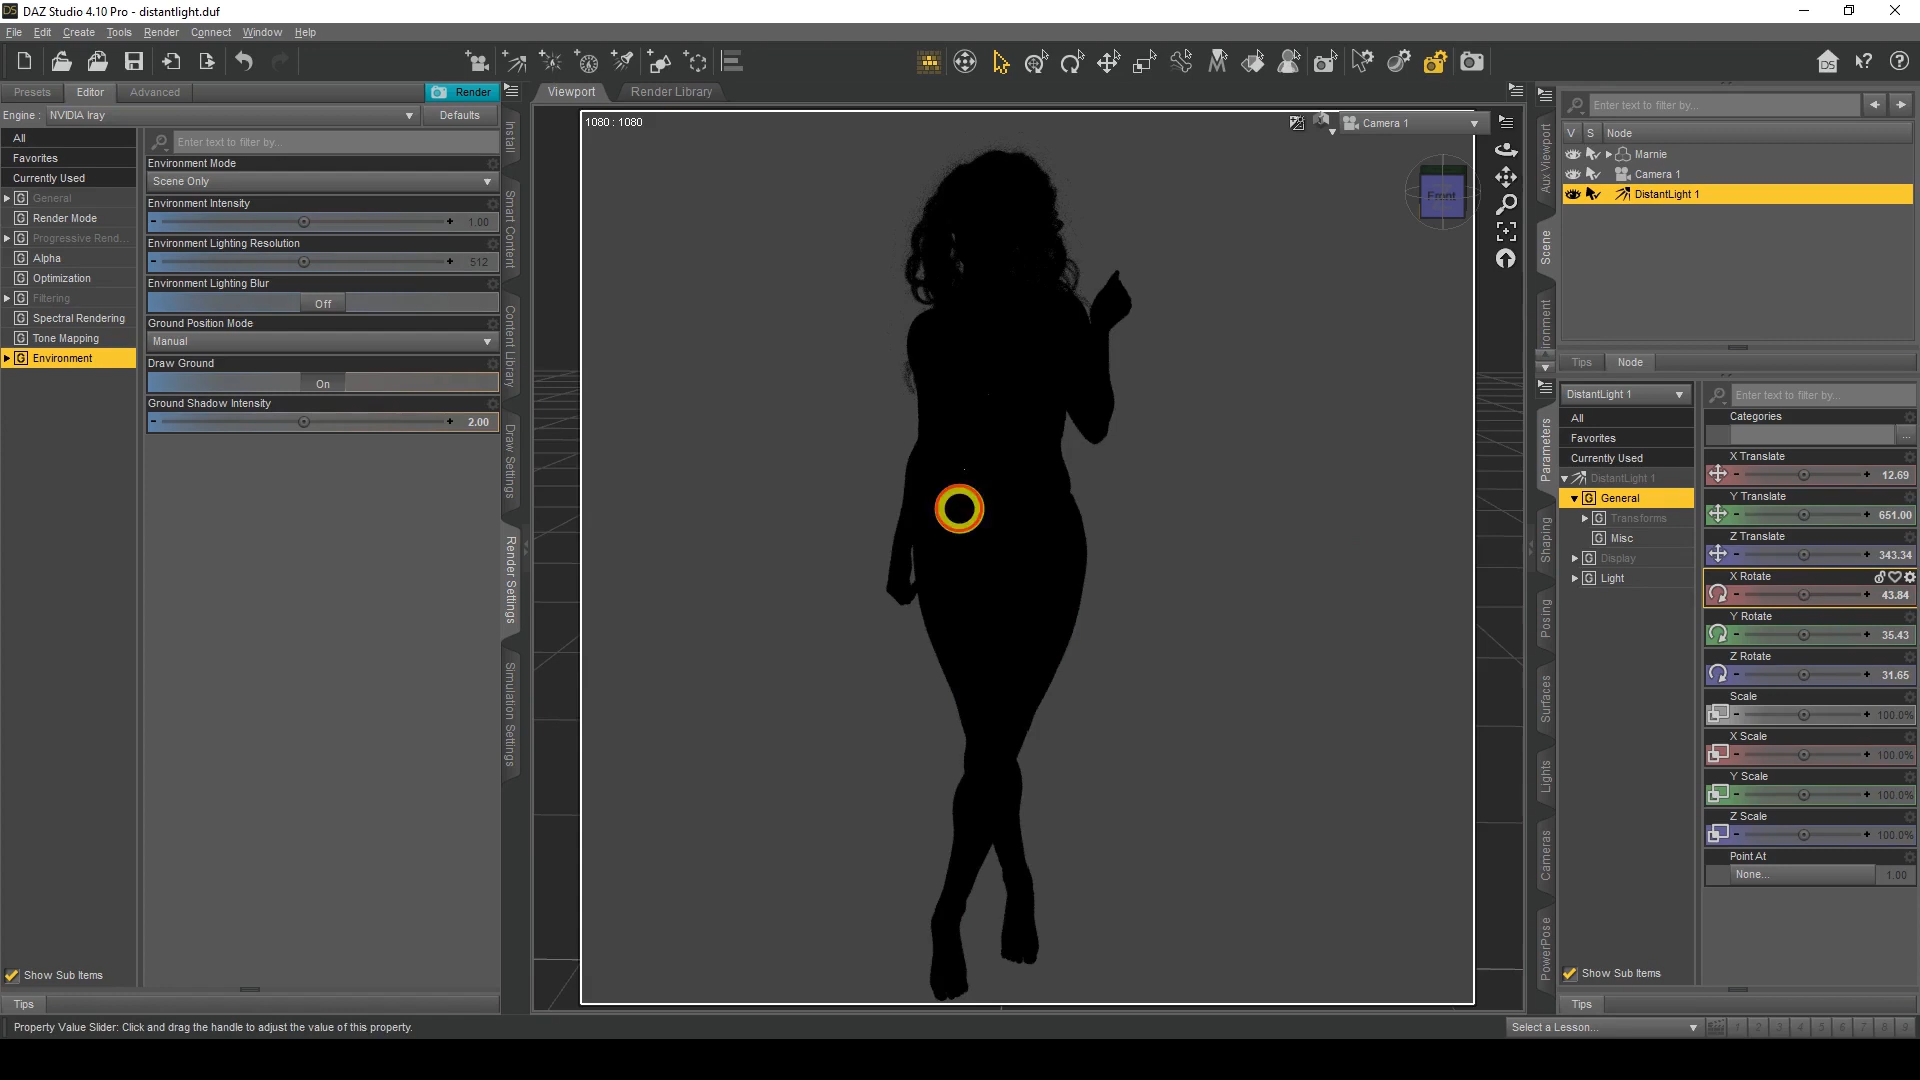 DAZ Studio 4.10 Pro - distantlight.duf
File Edit Create Tools Render Connect Window Help
Presets Editor Advanced Render
Engine : NVIDIA Iray Defaults
All
Favorites
Currently Used
General
Render Mode
Progressive Rend...
Alpha
Optimization
Filtering
Spectral Rendering
Tone Mapping
Environment
Show Sub Items
Tips
Enter text to filter by...
Environment Mode
Scene Only
Environment Intensity
1.00
Environment Lighting Resolution
512
Environment Lighting Blur
Off
Ground Position Mode
Manual
Draw Ground
On
Ground Shadow Intensity
2.00
Install
Smart Content
Content Library
Draw Settings
Render Settings
Simulation Settings
Viewport Render Library
1080 : 1080
Camera 1
Front
Aux Viewport
Scene
Enter text to filter by...
V S Node
Marnie
Camera 1
DistantLight 1
Tips Node
Parameters
Shaping
Posing
Surfaces
Lights
Cameras
PowerPose
DistantLight 1
All
Favorites
Currently Used
DistantLight 1
General
Transforms
Misc
Display
Light
Show Sub Items
Enter text to filter by...
Categories
X Translate
12.69
Y Translate
651.00
Z Translate
343.34
X Rotate
43.84
Y Rotate
35.43
Z Rotate
31.65
Scale
100.0%
X Scale
100.0%
Y Scale
100.0%
Z Scale
100.0%
Point At
None... 1.00
Tips
Property Value Slider: Click and drag the handle to adjust the value of this property.
Select a Lesson... 1 2 3 4 5 6 7 8 9